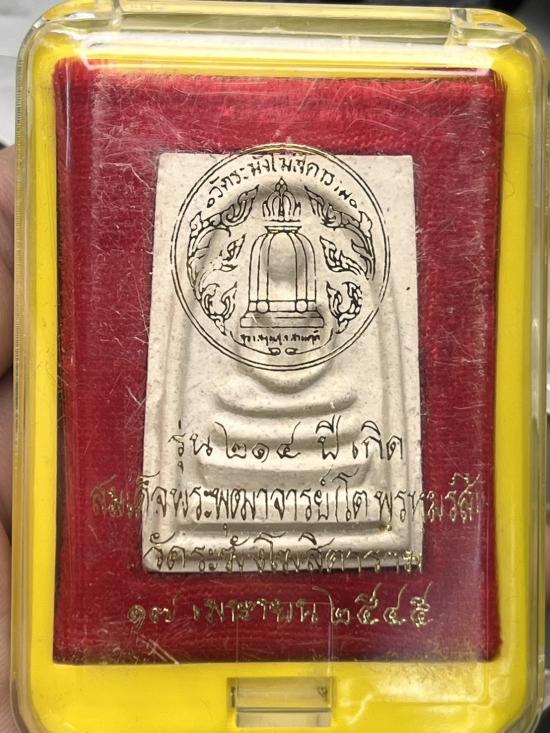 วัดระฆังโฆสิตาราม
รุ่น ๒๑๔ ปี เกิด
สมเด็จพระพุฒาจารย์(โต พรหมรังสี)
วัดระฆังโฆสิตาราม
๑๗ เมษายน ๒๕๔๕